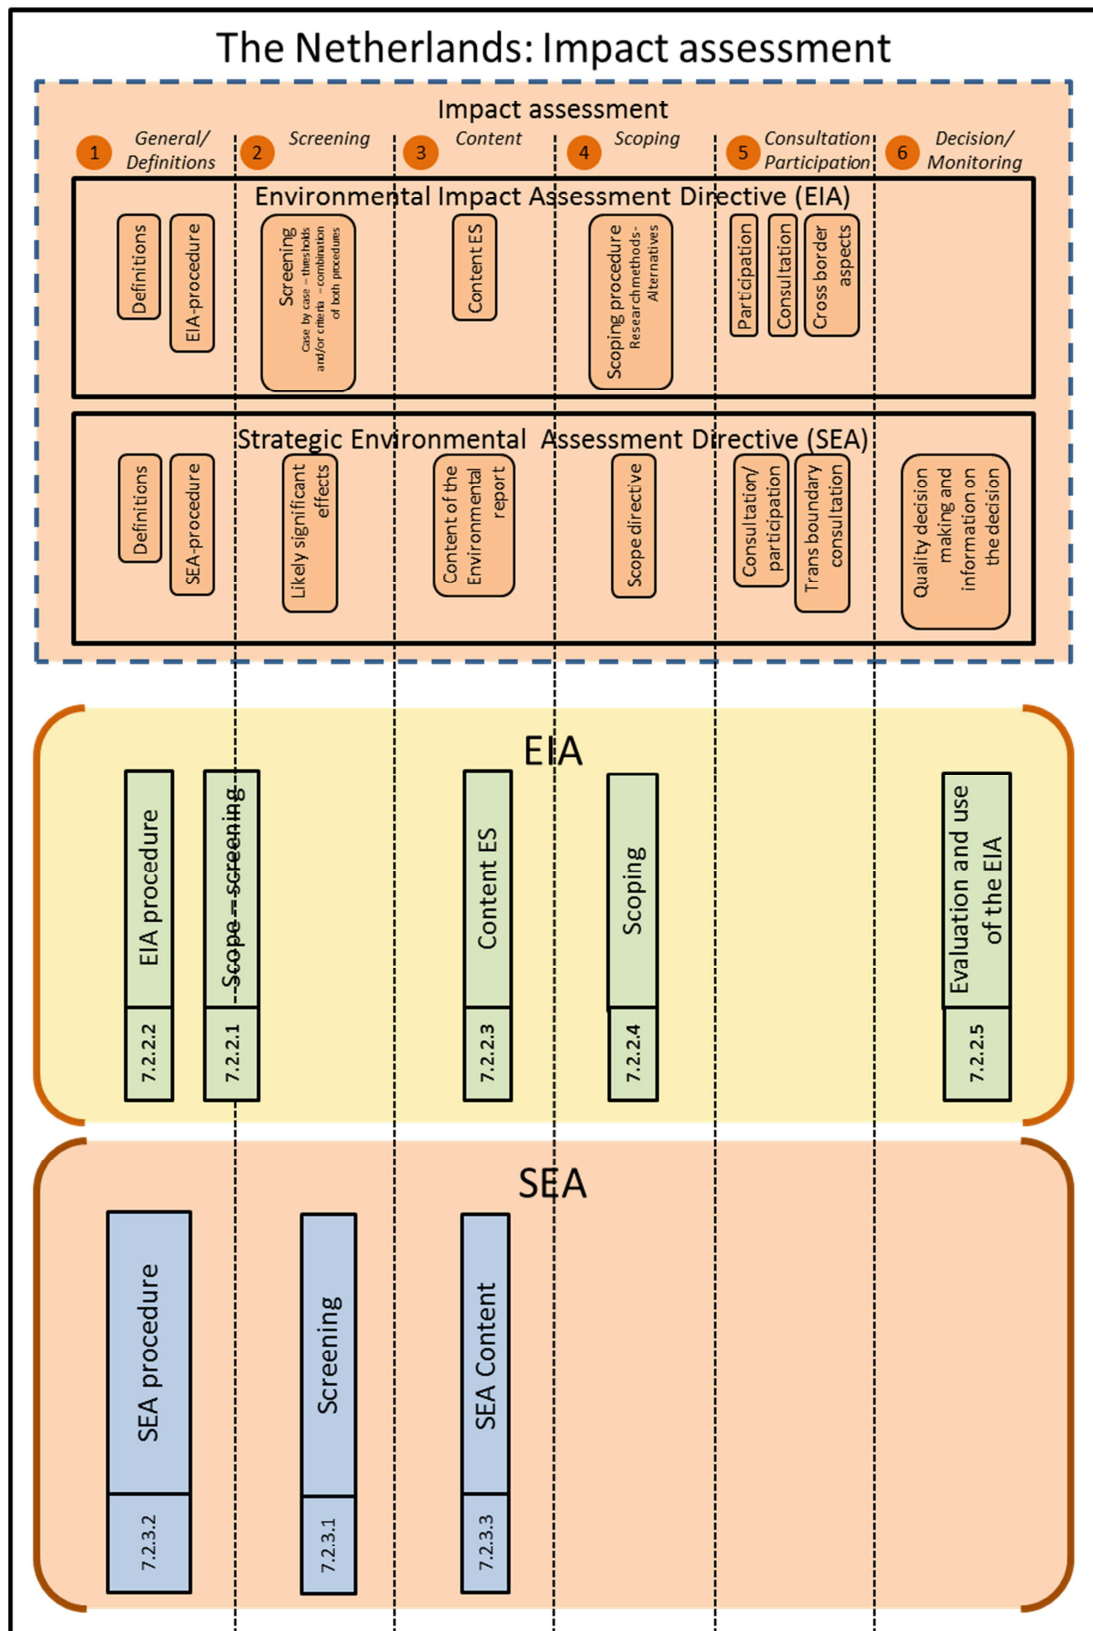 The Netherlands: Impact assessment
Impact assessment
1
General/
Definitions
2
Screening
3
Content
4
Scoping
5
Consultation
Participation
6
Decision/
Monitoring
Environmental Impact Assessment Directive (EIA)
Definitions
EIA-procedure
Screening
Case by case – thresholds
and/or criteria – combination
of both procedures
Content ES
Scoping procedure
Researchmethods-
Alternatives
Participation
Consultation
Cross border
aspects
Strategic Environmental Assessment Directive (SEA)
Definitions
SEA-procedure
Likely significant
effects
Content of the
Environmental
report
Scope directive
Consultation/
participation
Trans boundary
consultation
Quality decision
making and
information on
the decision
EIA
EIA procedure
7.2.2.2
Scope – screening
7.2.2.1
Content ES
7.2.2.3
Scoping
7.2.2.4
Evaluation and use
of the EIA
7.2.2.5
SEA
SEA procedure
7.2.3.2
Screening
7.2.3.1
SEA Content
7.2.3.3